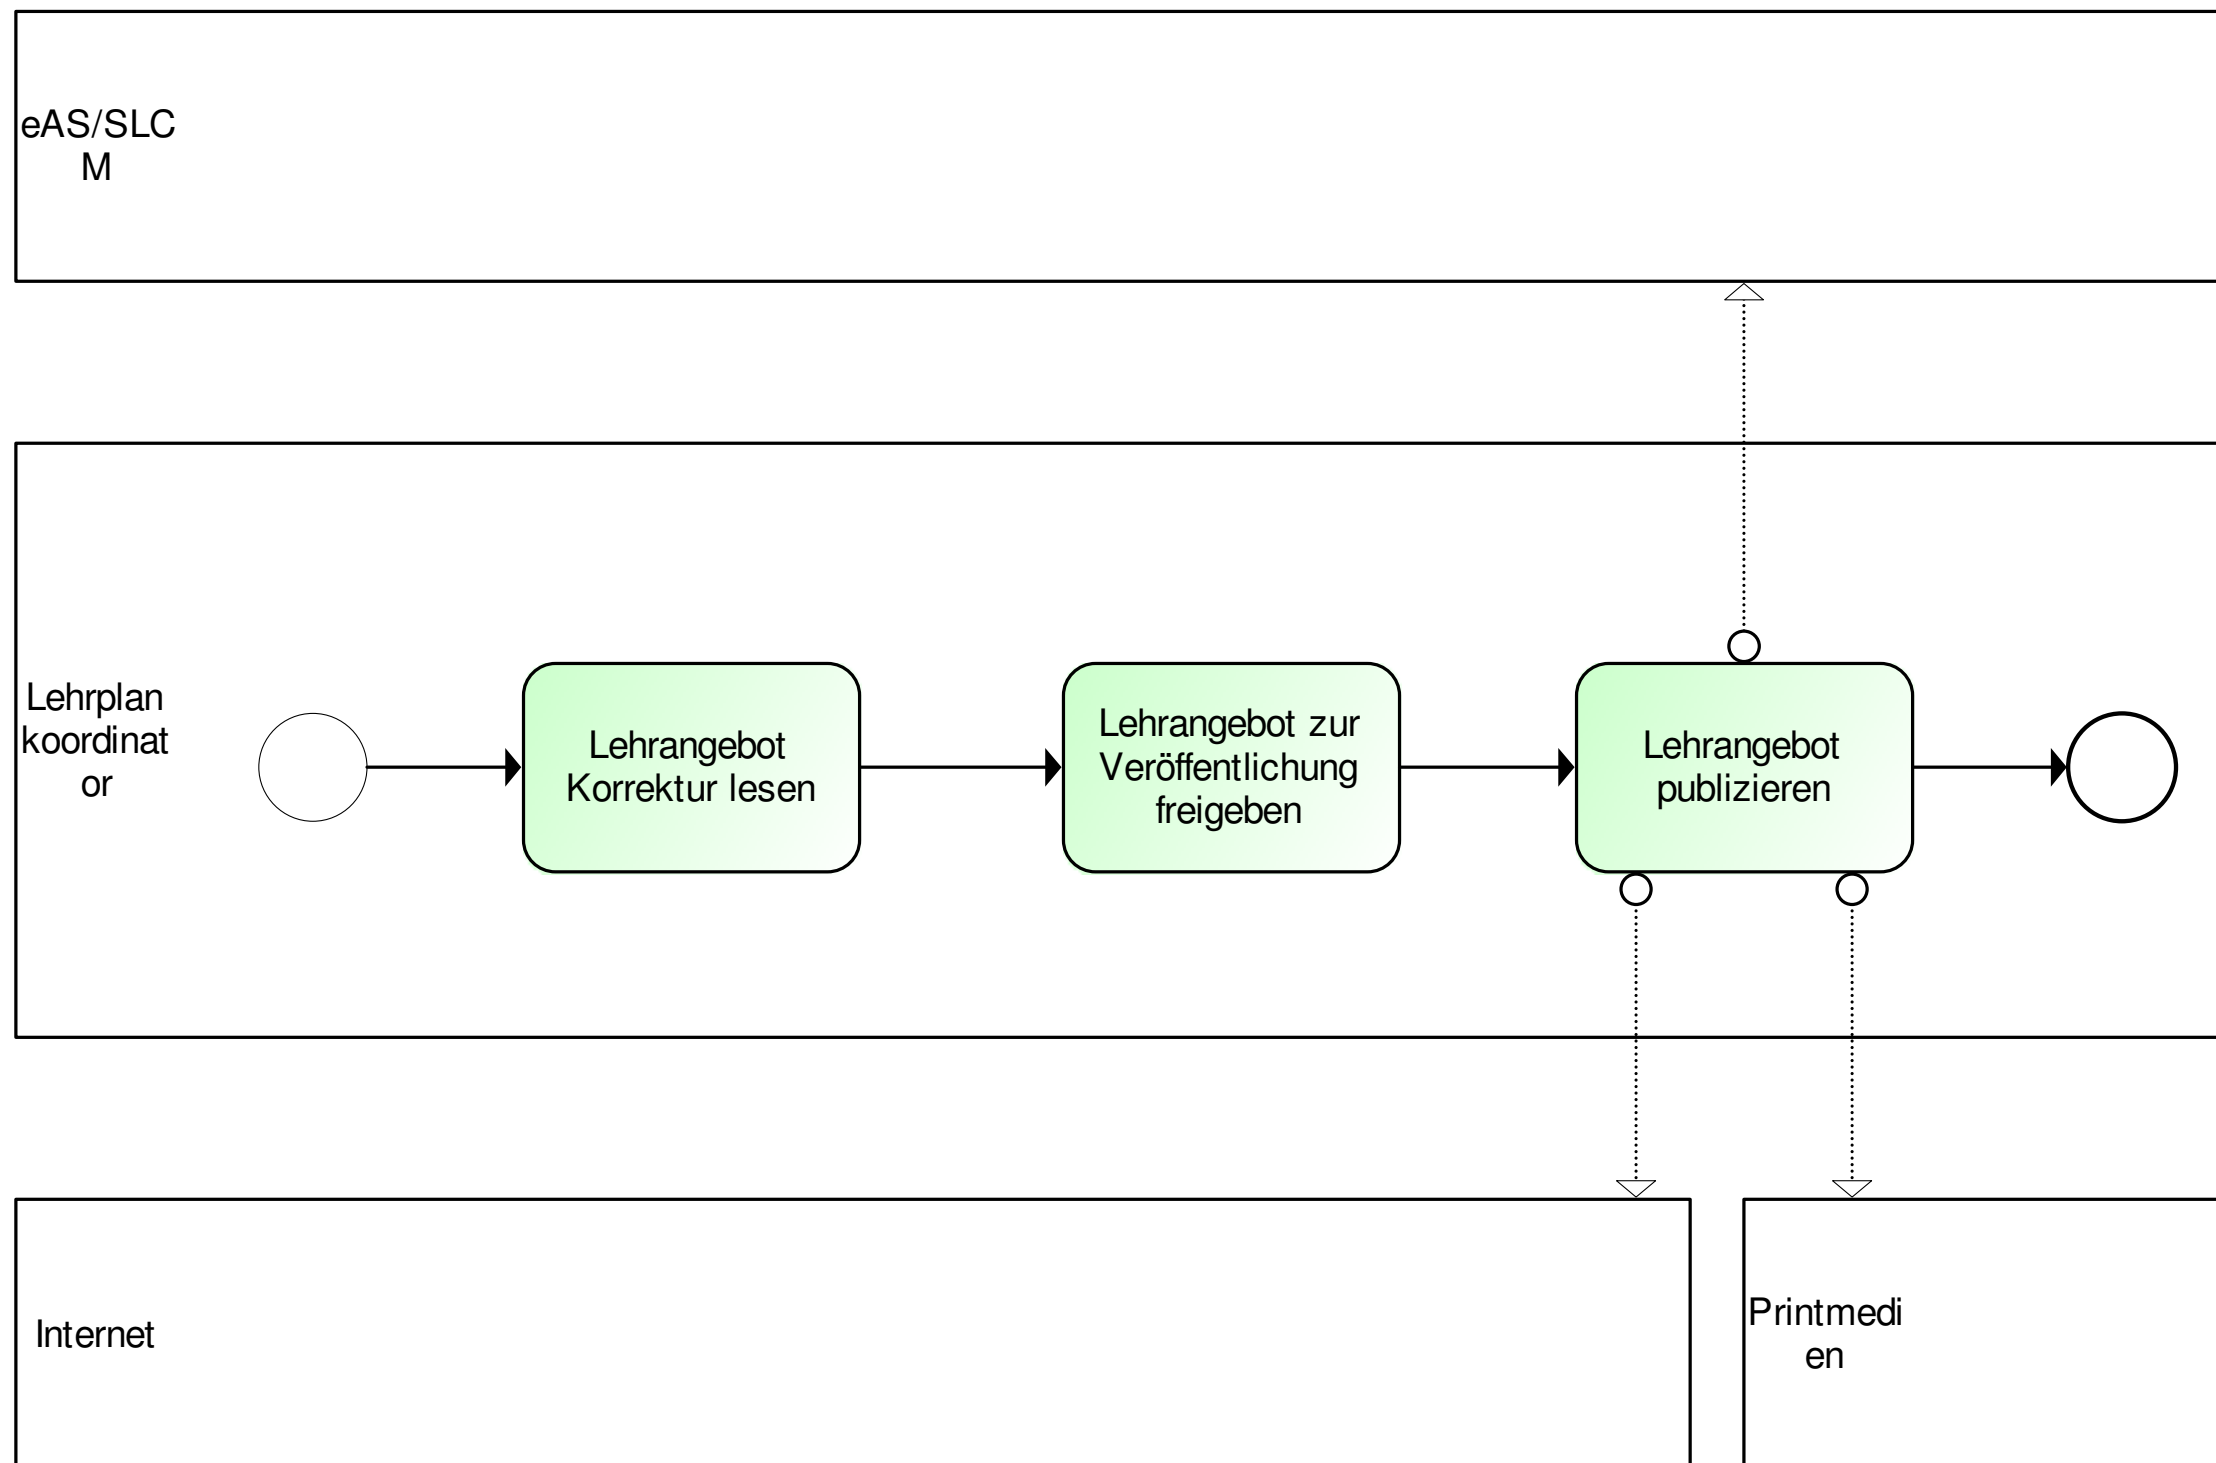 eAS/SLC
M
Lehrplan
koordinat
or
Lehrangebot
Korrektur lesen
Lehrangebot zur
Veröffentlichung
freigeben
Lehrangebot
publizieren
Internet
Printmedi
en